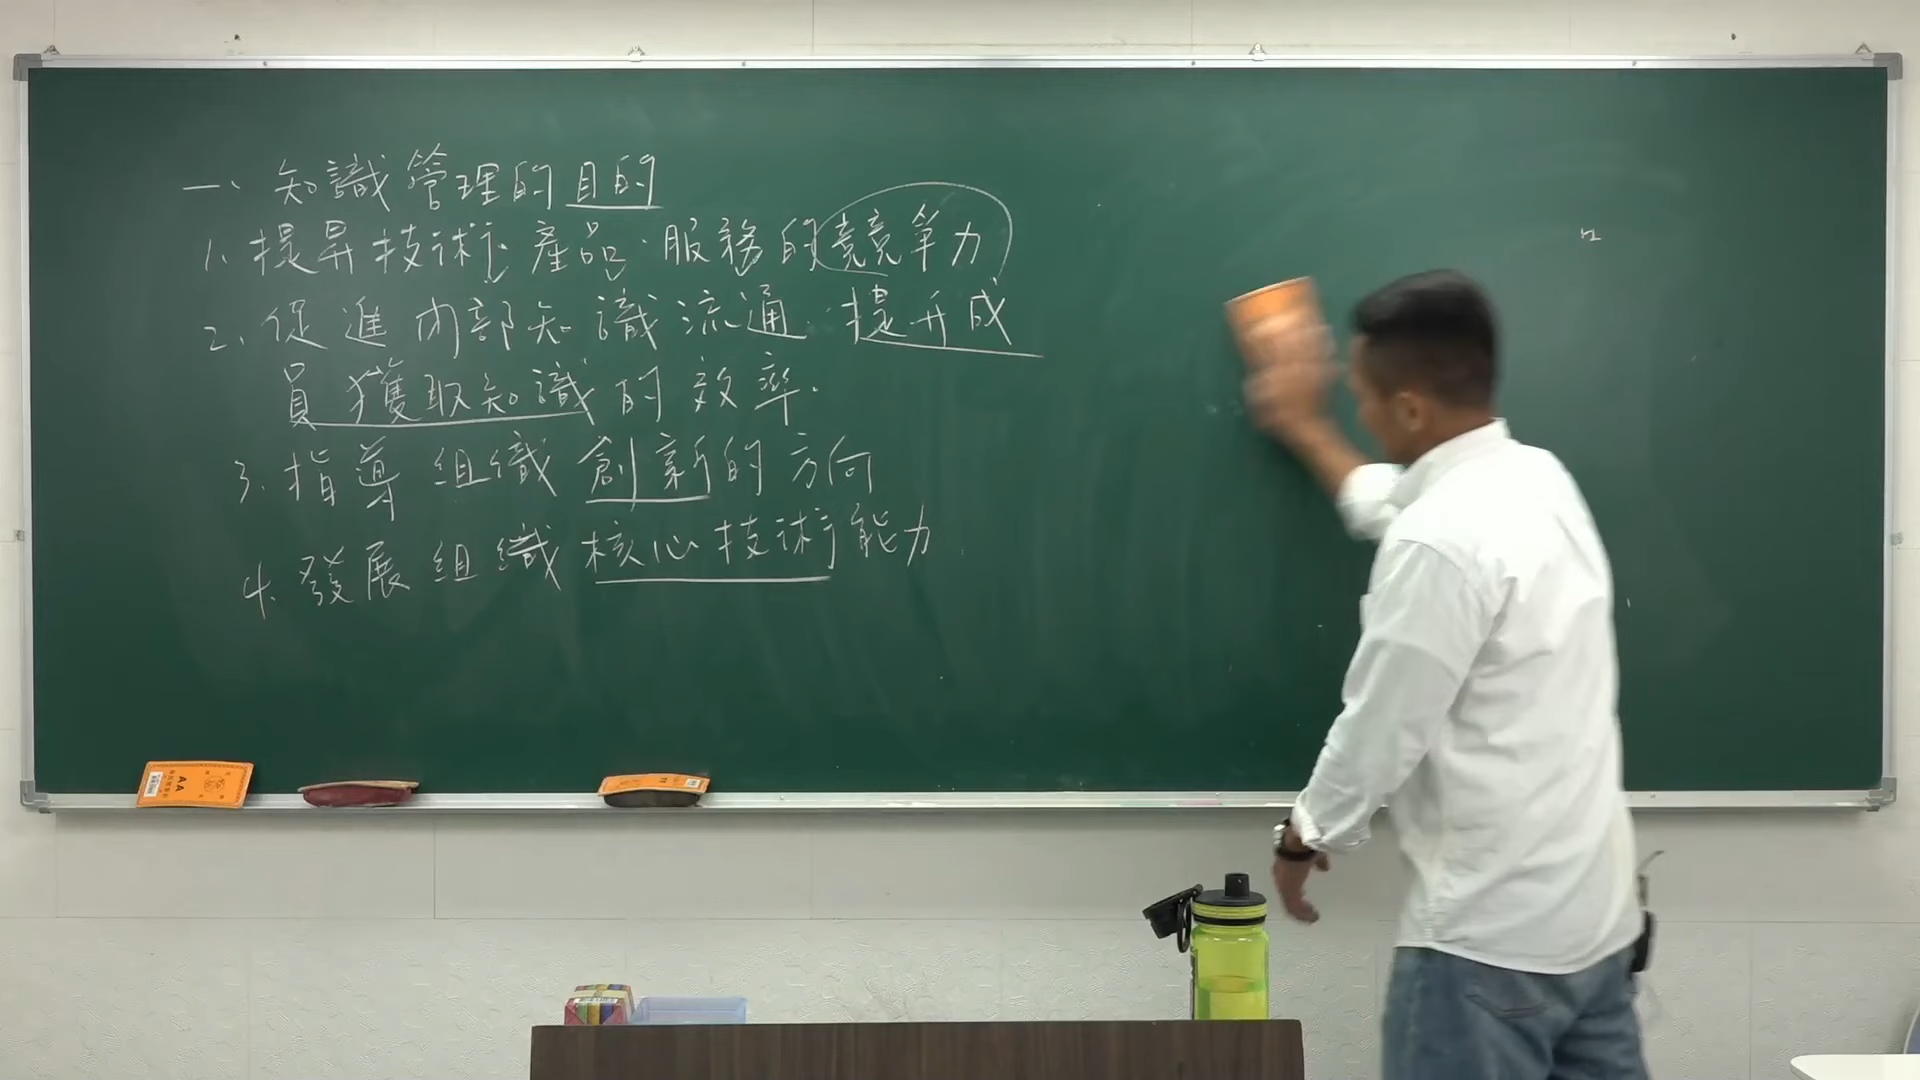 一、知識管理的目的
1.提昇技術、產品、服務的競爭力
2.促進內部知識流通.提升成
員獲取知識的效率.
3.指導組織創新的方向
4.發展組織核心技術能力
AA